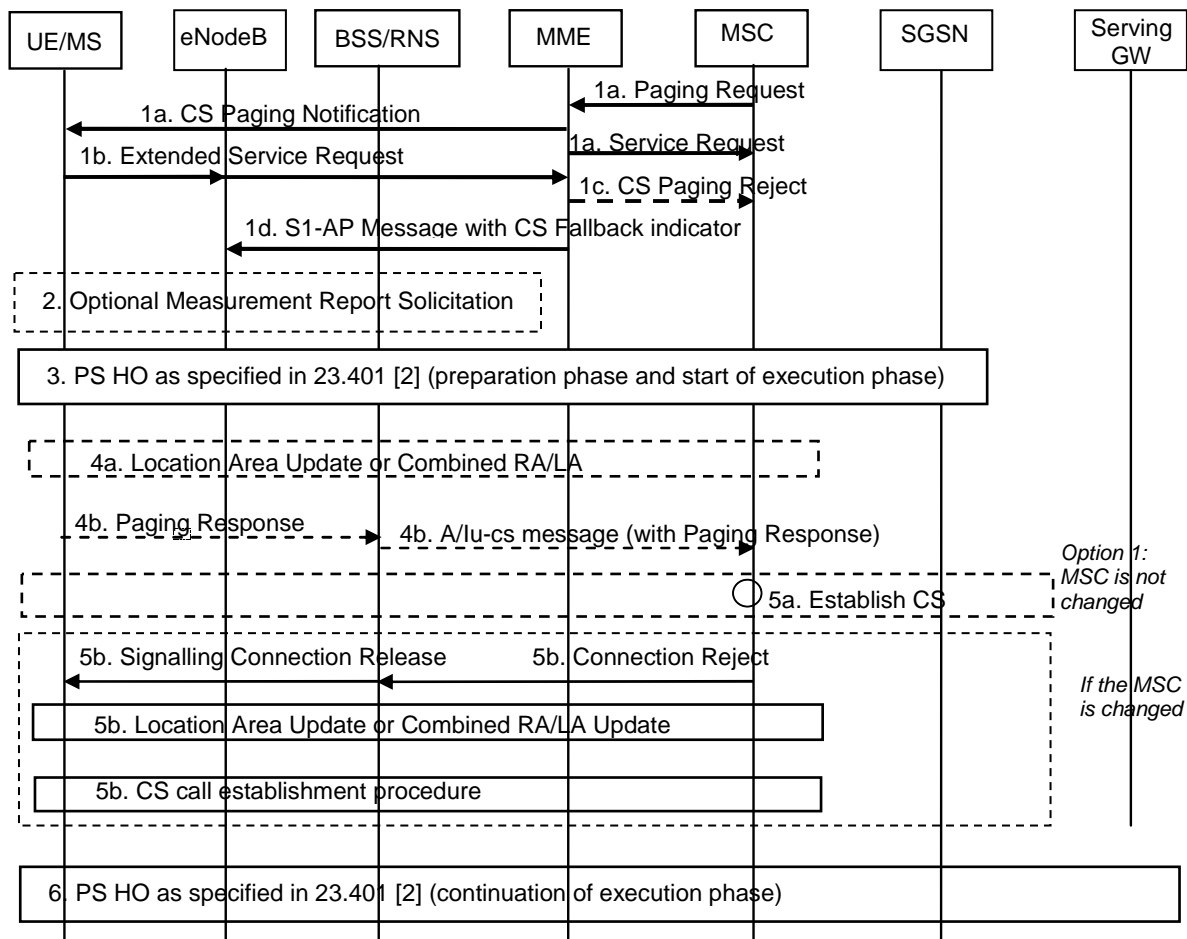 UE/MS
eNodeB
BSS/RNS
MME
MSC
SGSN
Serving
GW
1a. Paging Request
1a. CS Paging Notification
1a. Service Request
1b. Extended Service Request
1c. CS Paging Reject
1d. S1-AP Message with CS Fallback indicator
2. Optional Measurement Report Solicitation
3. PS HO as specified in 23.401 [2] (preparation phase and start of execution phase)
4a. Location Area Update or Combined RA/LA
4b. Paging Response
4b. A/Iu-cs message (with Paging Response)
Option 1:
MSC is not
changed
5a. Establish CS
5b. Signalling Connection Release
5b. Connection Reject
If the MSC
is changed
5b. Location Area Update or Combined RA/LA Update
5b. CS call establishment procedure
6. PS HO as specified in 23.401 [2] (continuation of execution phase)